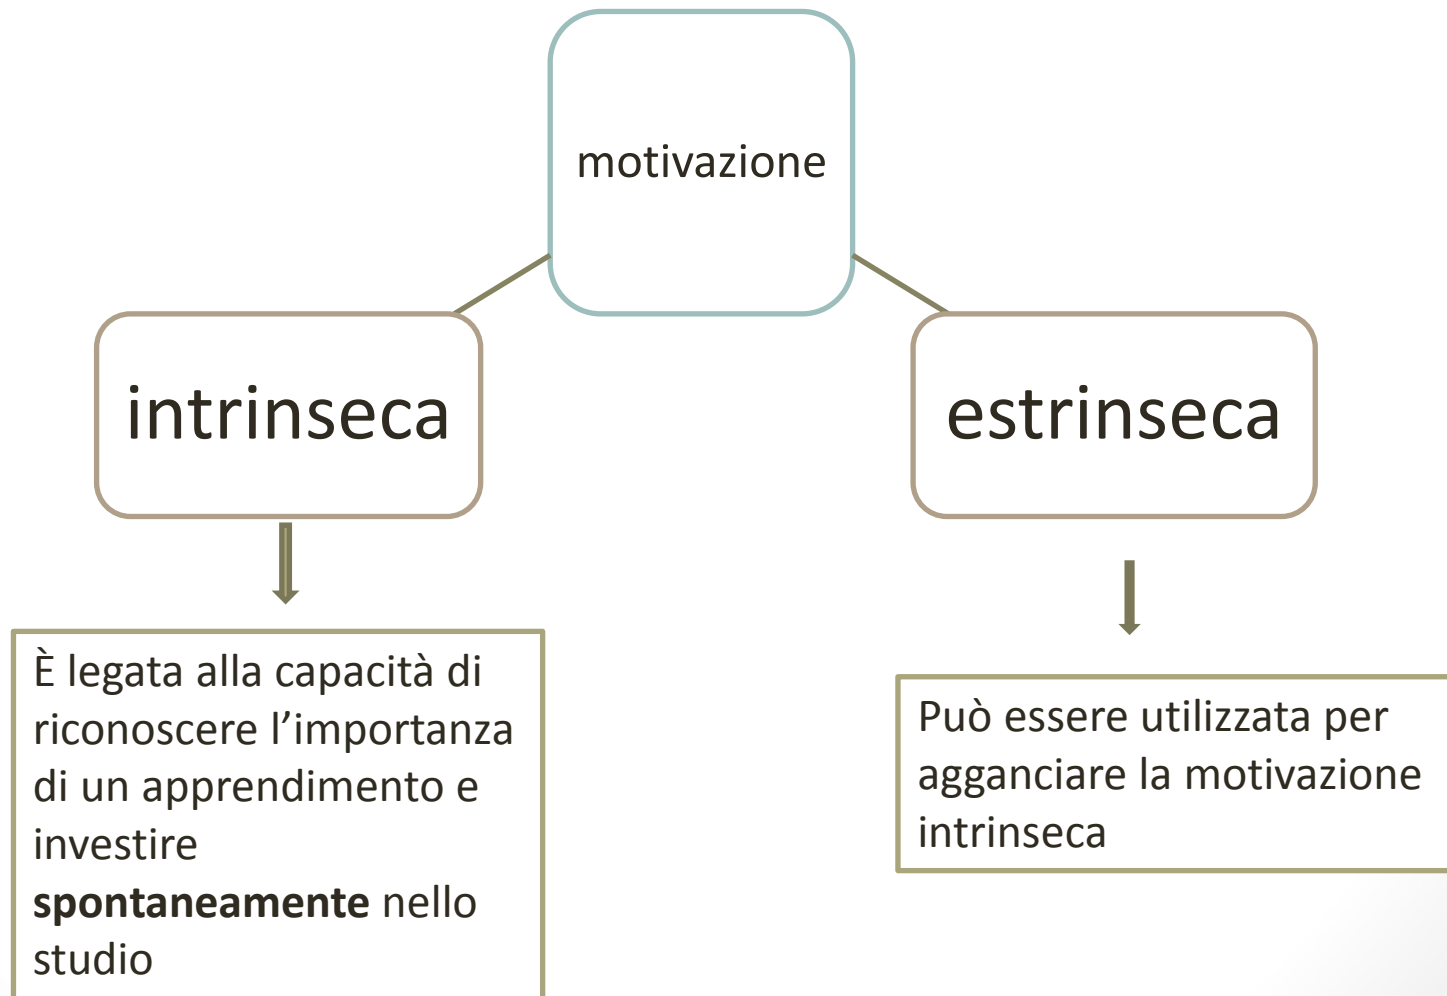 motivazione
intrinseca
estrinseca
È legata alla capacità di
riconoscere l’importanza
di un apprendimento e
investire
spontaneamente nello
studio
Può essere utilizzata per
agganciare la motivazione
intrinseca